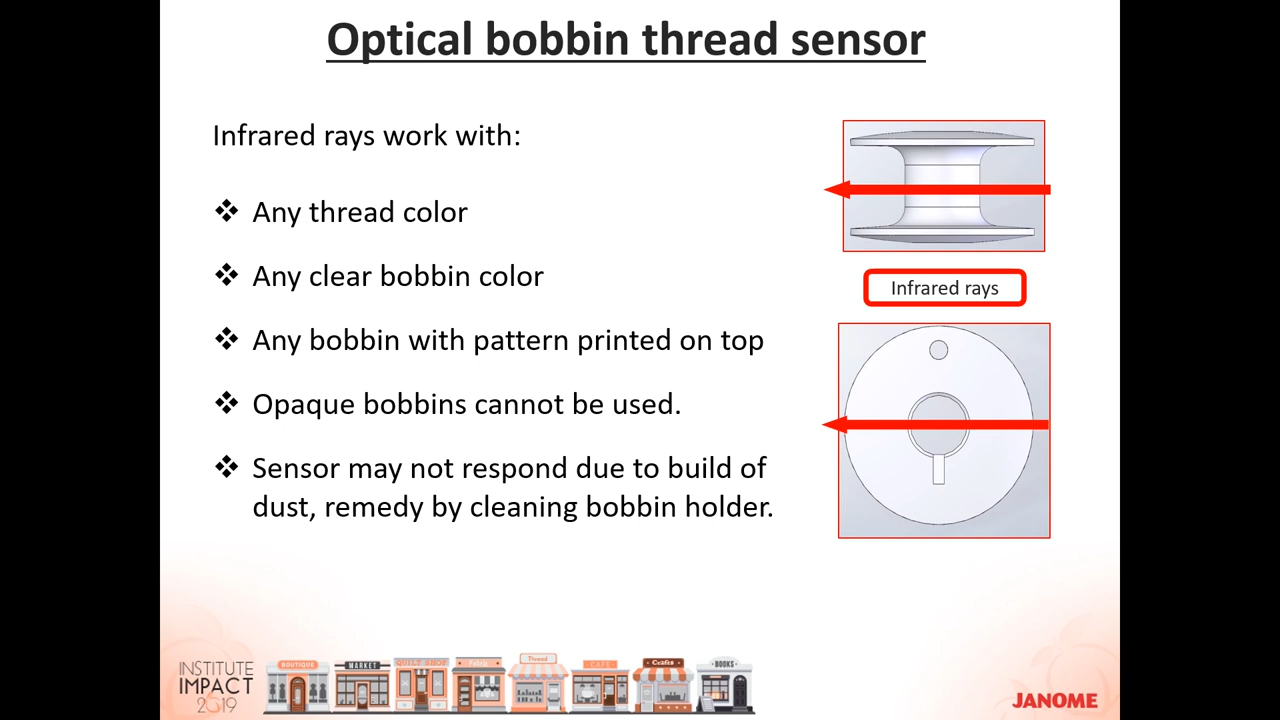 Optical bobbin thread sensor
Infrared rays work with:
❖ Any thread color
❖ Any clear bobbin color
❖ Any bobbin with pattern printed on top
❖ Opaque bobbins cannot be used.
❖ Sensor may not respond due to build of
dust, remedy by cleaning bobbin holder.
Infrared rays
INSTITUTE
IMPACT
2019
BOUTIQUE
MARKET
QUILT SHOP
Fabric
Thread
CAFE
Crafts
BOOKS
JANOME